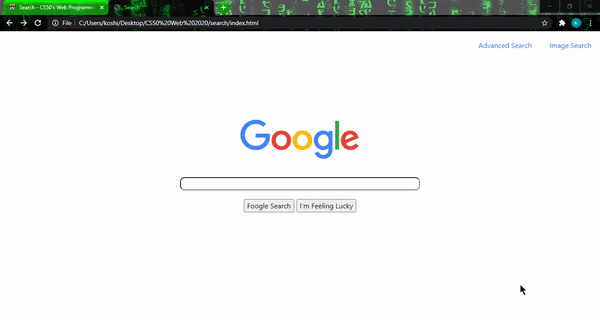 Search - CS50's Web Programm
Search
File
C:/Users/koshi/Desktop/CS50%20Web%202020/search/index.html
K
Advanced Search
Image Search
Google
Foogle Search
I'm Feeling Lucky